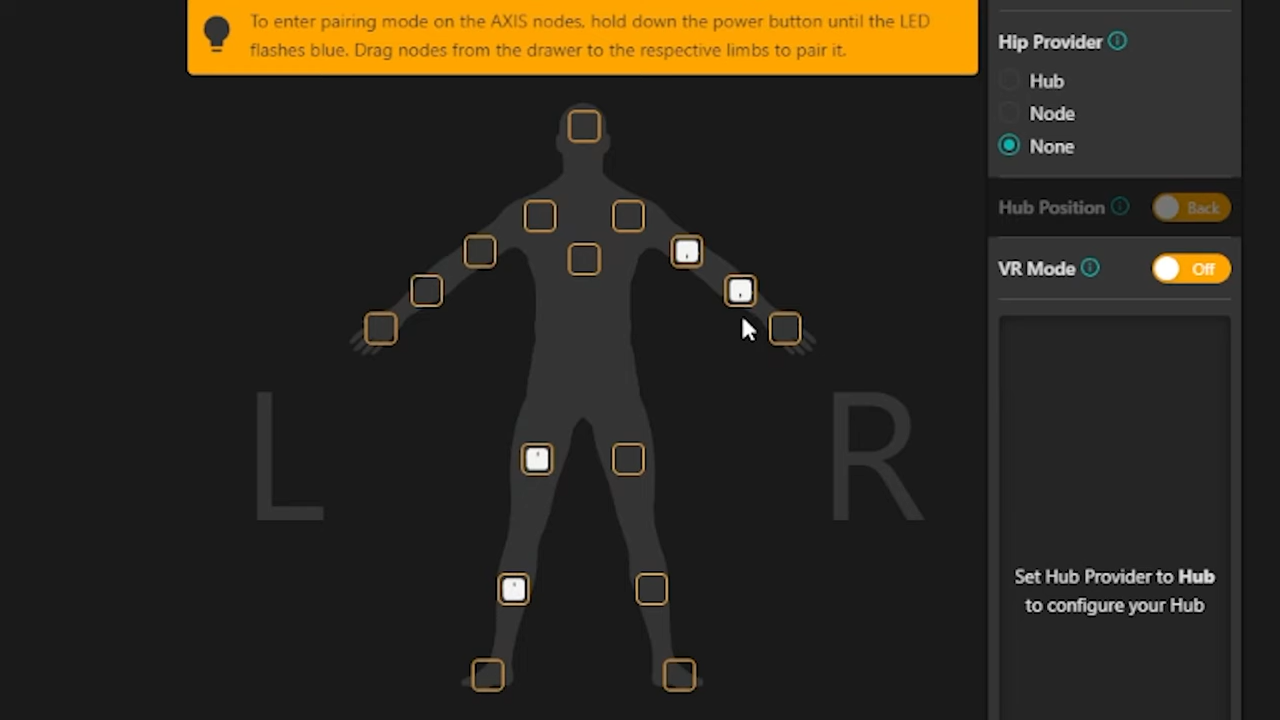 To enter pairing mode on the AXIS nodes, hold down the power button until the LED
flashes blue. Drag nodes from the drawer to the respective limbs to pair it.
Hip Provider
Hub
Node
None
Hub Position
Back
VR Mode
Off
L
R
Set Hub Provider to Hub
to configure your Hub